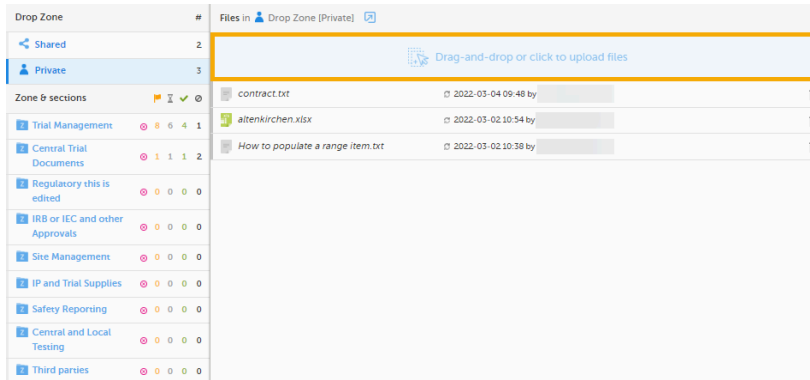 Drop Zone #
Shared 2
Private 3
Zone & sections
Trial Management 8 6 4 1
Central Trial
Documents 1 1 1 2
Regulatory this is
edited 0 0 0 0
IRB or IEC and other
Approvals 0 0 0 0
Site Management 0 0 0 0
IP and Trial Supplies 0 0 0 0
Safety Reporting 0 0 0 0
Central and Local
Testing 0 0 0 0
Third parties 0 0 0 0
Files in Drop Zone [Private]
Drag-and-drop or click to upload files
contract.txt 2022-03-04 09:48 by
altenkirchen.xlsx 2022-03-02 10:54 by
How to populate a range item.txt 2022-03-02 10:38 by